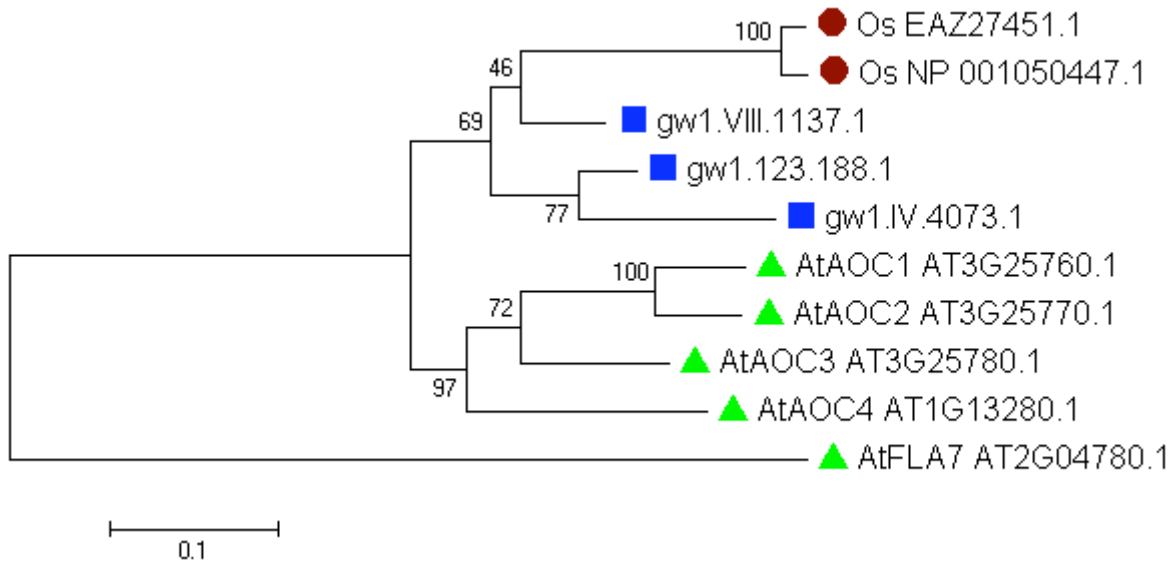 100
Os EAZ27451.1
Os NP 001050447.1
46
gw1.VIII.1137.1
69
gw1.123.188.1
77
gw1.IV.4073.1
AtAOC1 AT3G25760.1
100
AtAOC2 AT3G25770.1
72
AtAOC3 AT3G25780.1
97
AtAOC4 AT1G13280.1
AtFLA7 AT2G04780.1
0.1